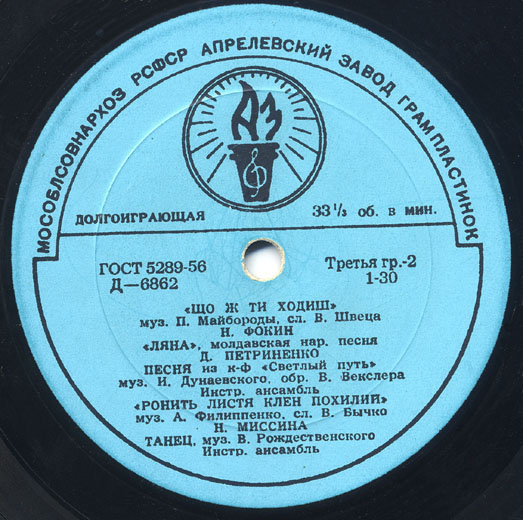 МОСОБЛСОВНАРХОЗ РСФСР АПРЕЛЕВСКИЙ ЗАВОД ГРАМПЛАСТИНОК
АЗ
ДОЛГОИГРАЮЩАЯ 33 1/3 об. в мин.
ГОСТ 5289-56 Третья гр.-2
Д—6862 1-30
«ЩО Ж ТИ ХОДИШ»
муз. П. Майбороды, сл. В. Швеца
Н. ФОКИН
«ЛЯНА», молдавская нар. песня
Д. ПЕТРИНЕНКО
ПЕСНЯ из к-ф «Светлый путь»
муз. И. Дунаевского, обр. В. Векслера
Инстр. ансамбль
«РОНИТЬ ЛИСТЯ КЛЕН ПОХИЛИЙ»
муз. А. Филиппенко, сл. В. Бычко
Н. МИССИНА
ТАНЕЦ, муз. В. Рождественского
Инстр. ансамбль